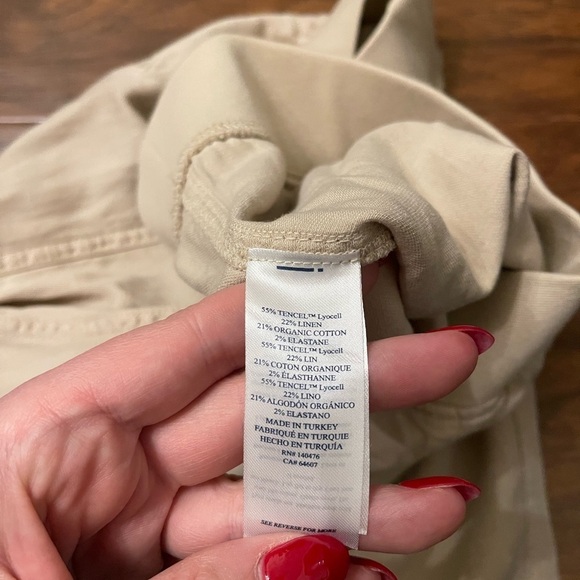 55% TENCEL™ Lyocell
22% LINEN
21% ORGANIC COTTON
2% ELASTANE
55% TENCEL™ Lyocell
22% LIN
21% COTON ORGANIQUE
2% ÉLASTHANNE
55% TENCEL™ Lyocell
22% LINO
21% ALGODÓN ORGÁNICO
2% ELASTANO
MADE IN TURKEY
FABRIQUÉ EN TURQUIE
HECHO EN TURQUÍA
RN# 140476
CA# 64607
SEE REVERSE FOR MORE